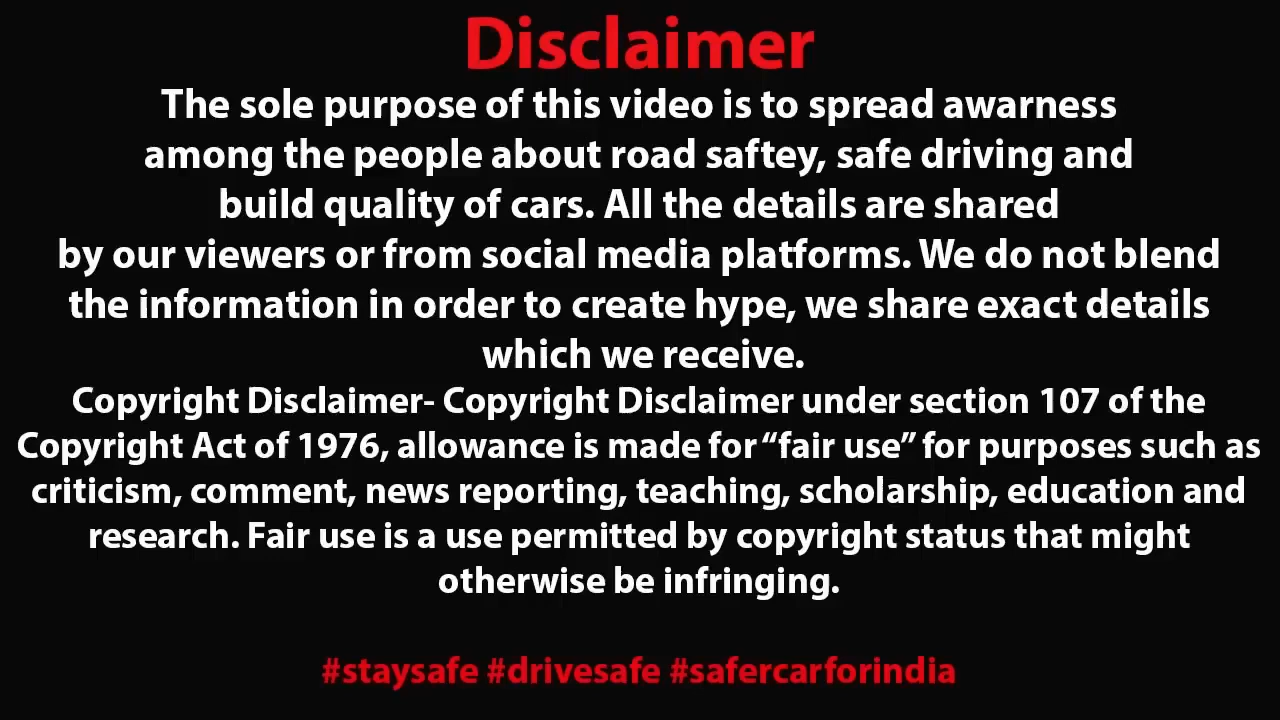 Disclaimer
The sole purpose of this video is to spread awarness
among the people about road saftey, safe driving and
build quality of cars. All the details are shared
by our viewers or from social media platforms. We do not blend
the information in order to create hype, we share exact details
which we receive.
Copyright Disclaimer- Copyright Disclaimer under section 107 of the
Copyright Act of 1976, allowance is made for “fair use” for purposes such as
criticism, comment, news reporting, teaching, scholarship, education and
research. Fair use is a use permitted by copyright status that might
otherwise be infringing.
#staysafe #drivesafe #safercarforindia